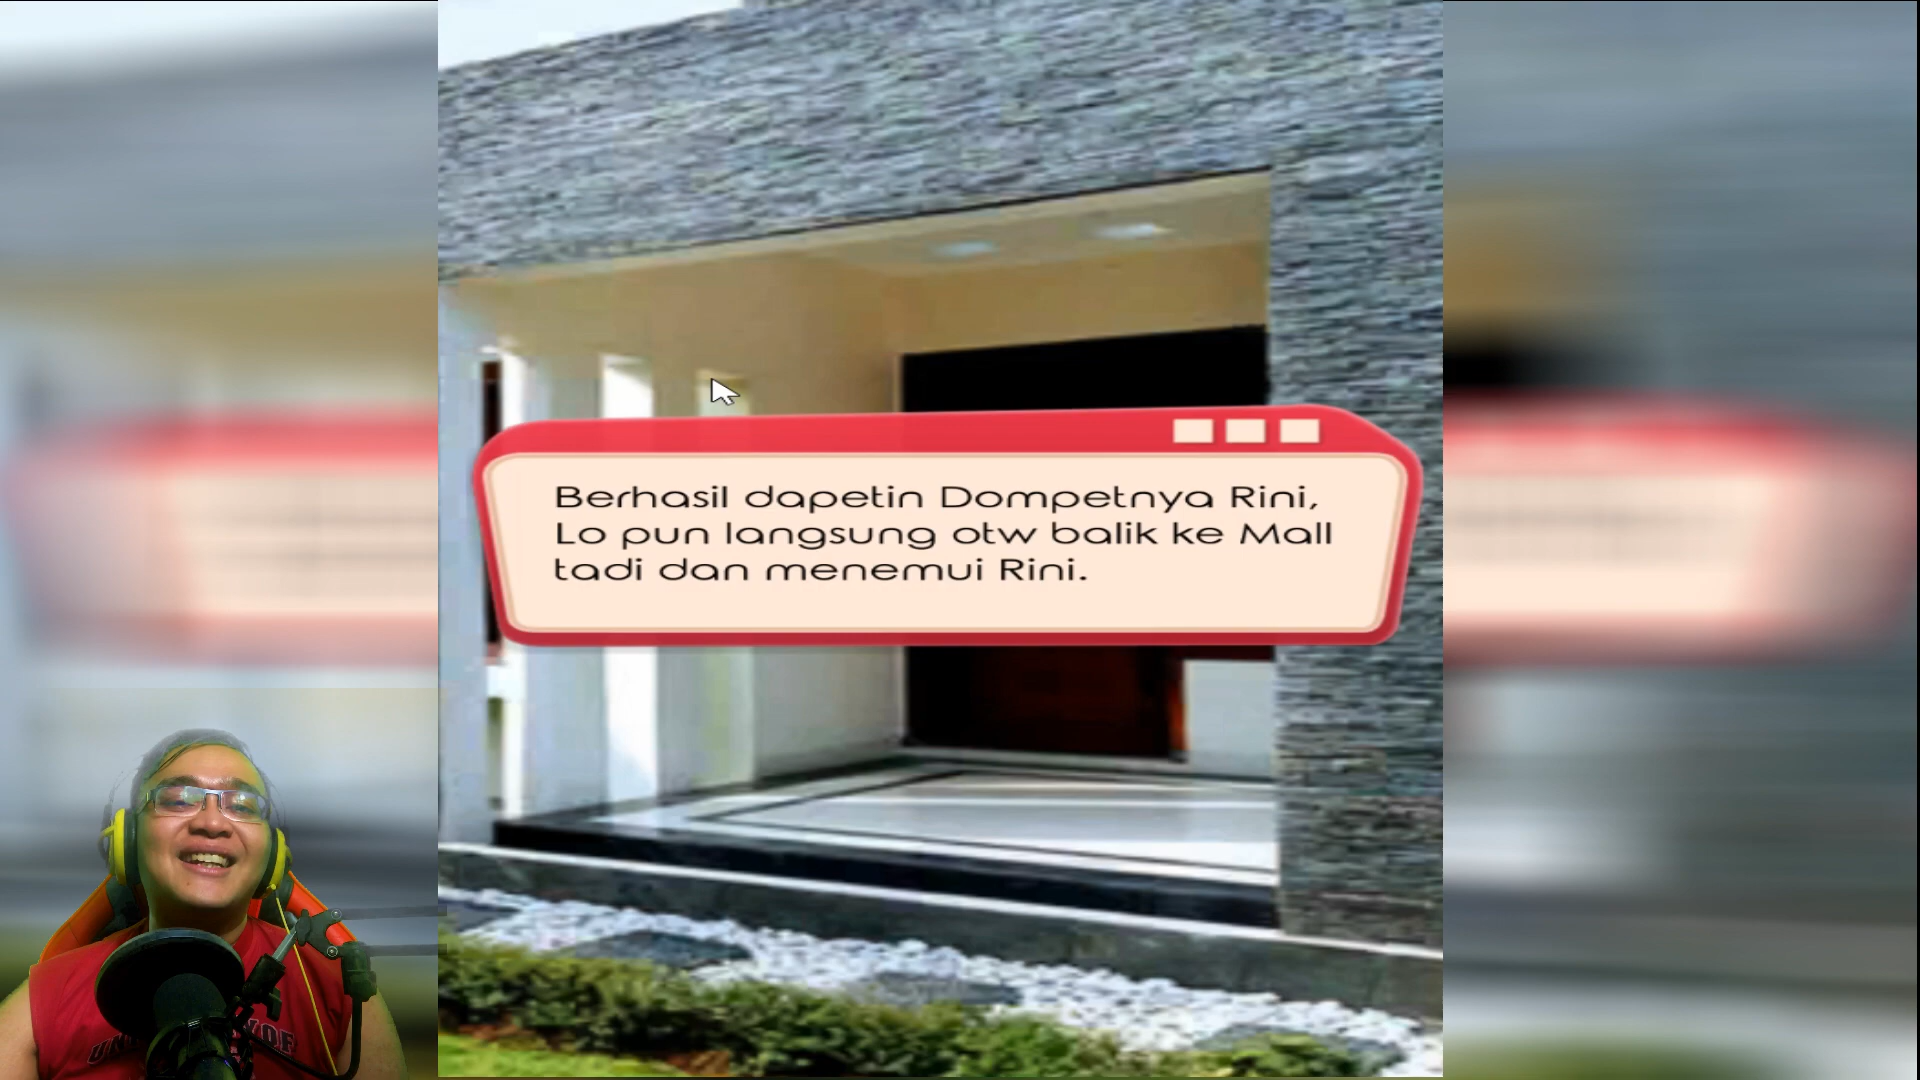 Berhasil dapetin Dompetnya Rini,
Lo pun langsung otw balik ke Mall
tadi dan menemui Rini.